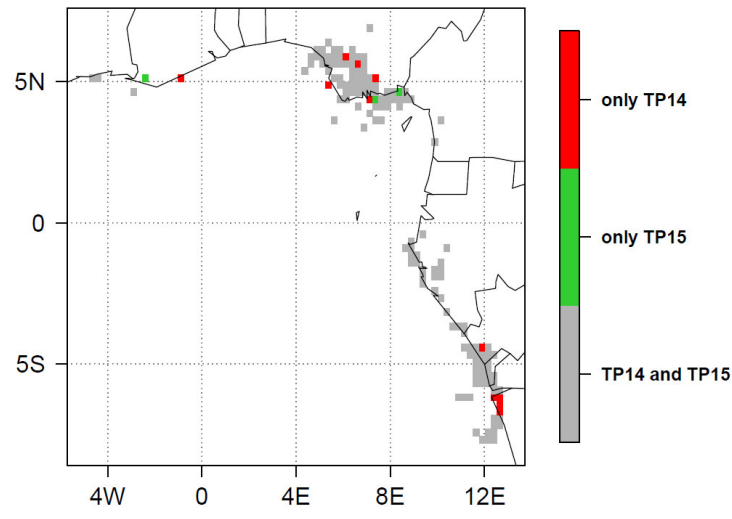 5N
0
5S
4W 0 4E 8E 12E
only TP14
only TP15
TP14 and TP15